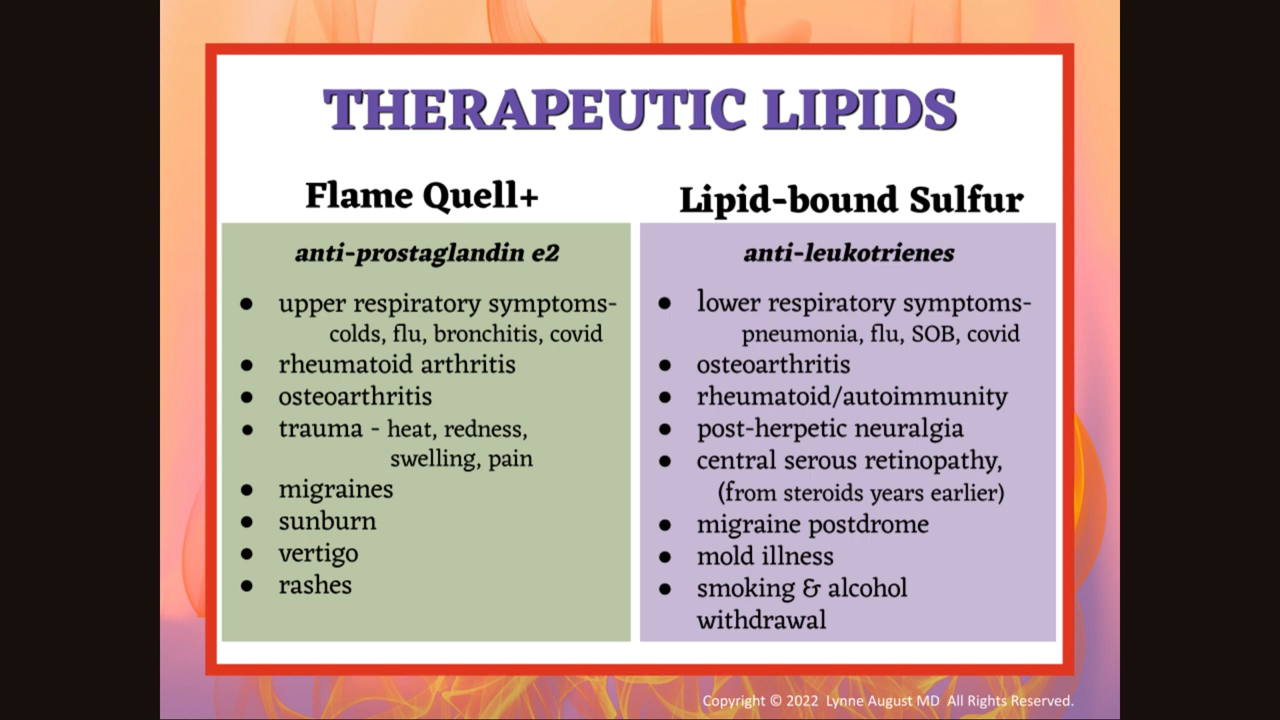 THERAPEUTIC LIPIDS
Flame Quell+
anti-prostaglandin e2
● upper respiratory symptoms-
colds, flu, bronchitis, covid
● rheumatoid arthritis
● osteoarthritis
● trauma - heat, redness,
swelling, pain
● migraines
● sunburn
● vertigo
● rashes
Lipid-bound Sulfur
anti-leukotrienes
● lower respiratory symptoms-
pneumonia, flu, SOB, covid
● osteoarthritis
● rheumatoid/autoimmunity
● post-herpetic neuralgia
● central serous retinopathy,
(from steroids years earlier)
● migraine postdrome
● mold illness
● smoking & alcohol
withdrawal
Copyright © 2022 Lynne August MD All Rights Reserved.